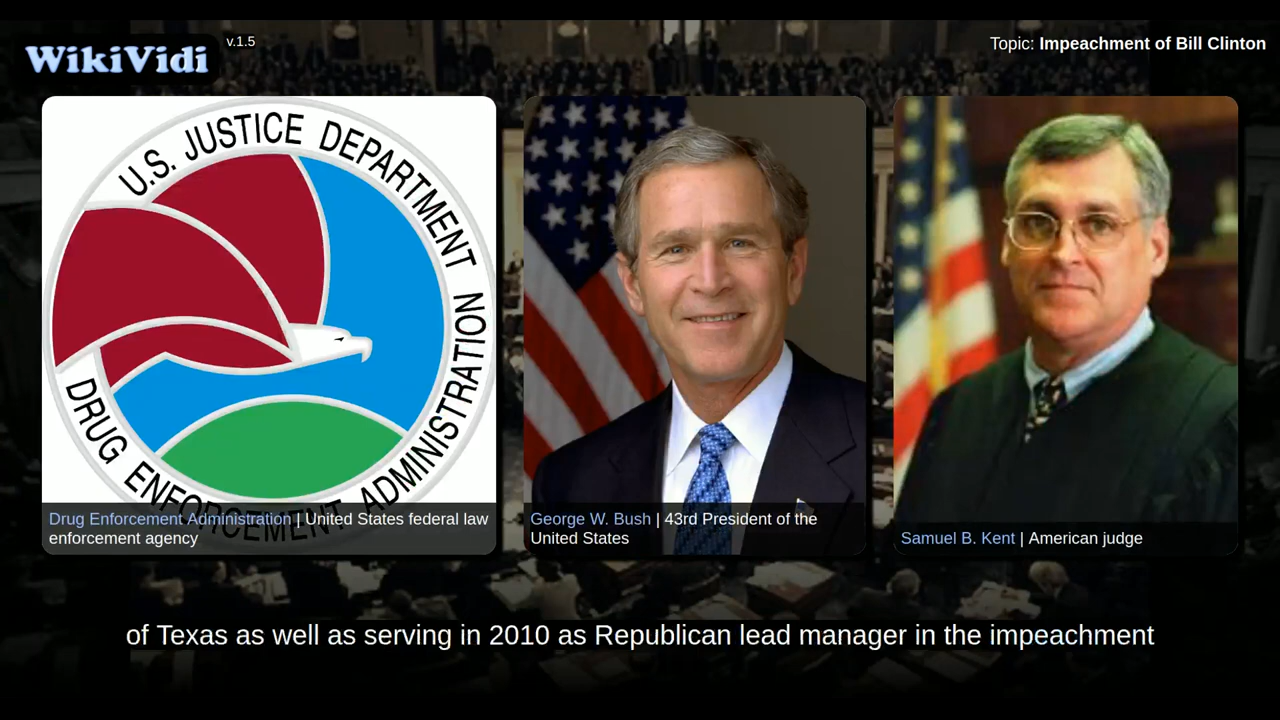 WikiVidi
v.1.5
Topic: Impeachment of Bill Clinton
U.S. JUSTICE DEPARTMENT
DRUG ENFORCEMENT ADMINISTRATION
Drug Enforcement Administration | United States federal law
enforcement agency
George W. Bush | 43rd President of the
United States
Samuel B. Kent | American judge
of Texas as well as serving in 2010 as Republican lead manager in the impeachment